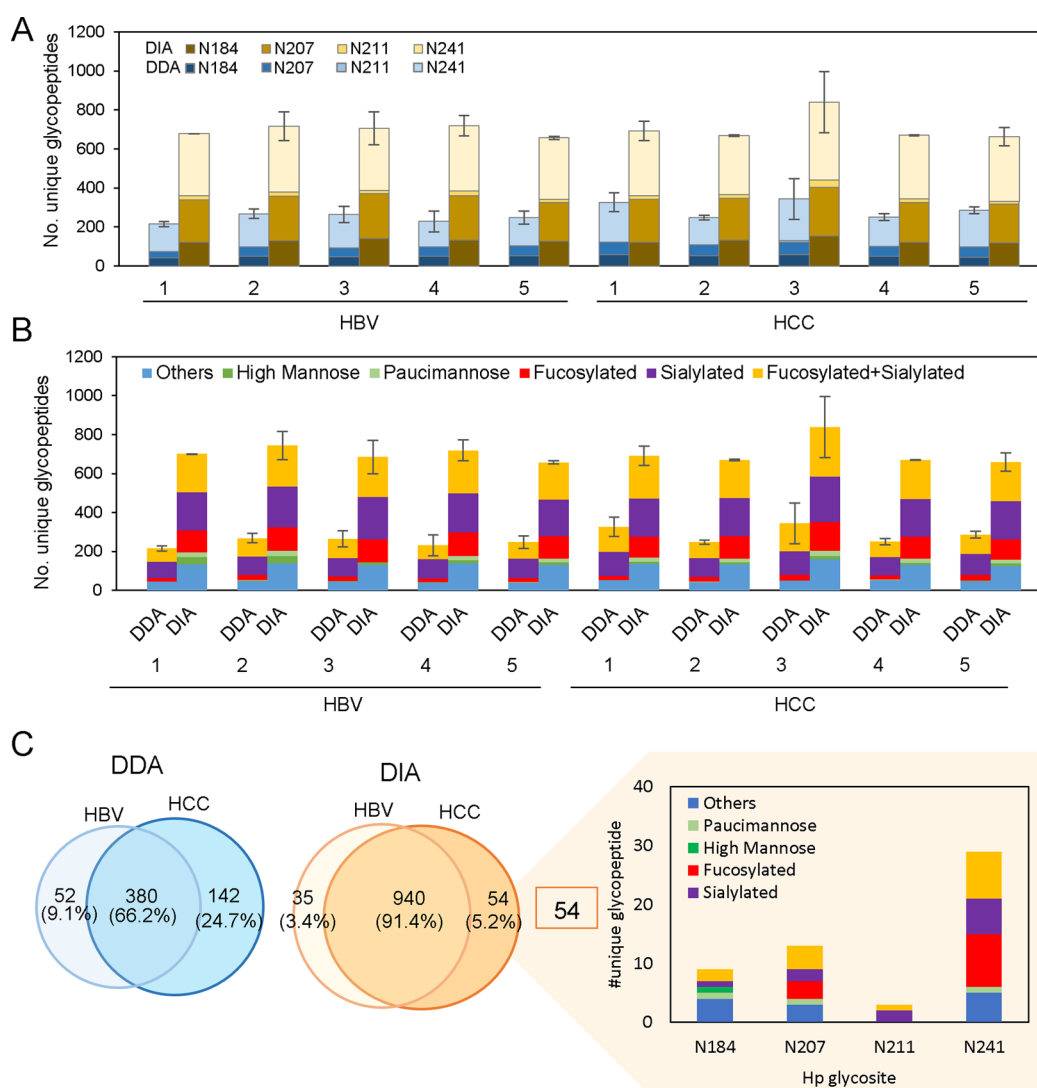 A
1200
1000
800
600
400
200
0
No. unique glycopeptides
DIA N184 N207 N211 N241
DDA N184 N207 N211 N241
1 2 3 4 5 1 2 3 4 5
HBV HCC
B
1200
1000
800
600
400
200
0
No. unique glycopeptides
Others High Mannose Paucimannose Fucosylated Sialylated Fucosylated+Sialylated
DDA DIA DDA DIA DDA DIA DDA DIA DDA DIA DDA DIA DDA DIA DDA DIA DDA DIA DDA DIA
1 2 3 4 5 1 2 3 4 5
HBV HCC
C
DDA
HBV HCC
52 380 142
(9.1%) (66.2%) (24.7%)
DIA
HBV HCC
35 940 54
(3.4%) (91.4%) (5.2%)
54
40
30
20
10
0
#unique glycopeptide
Others
Paucimannose
High Mannose
Fucosylated
Sialylated
N184 N207 N211 N241
Hp glycosite